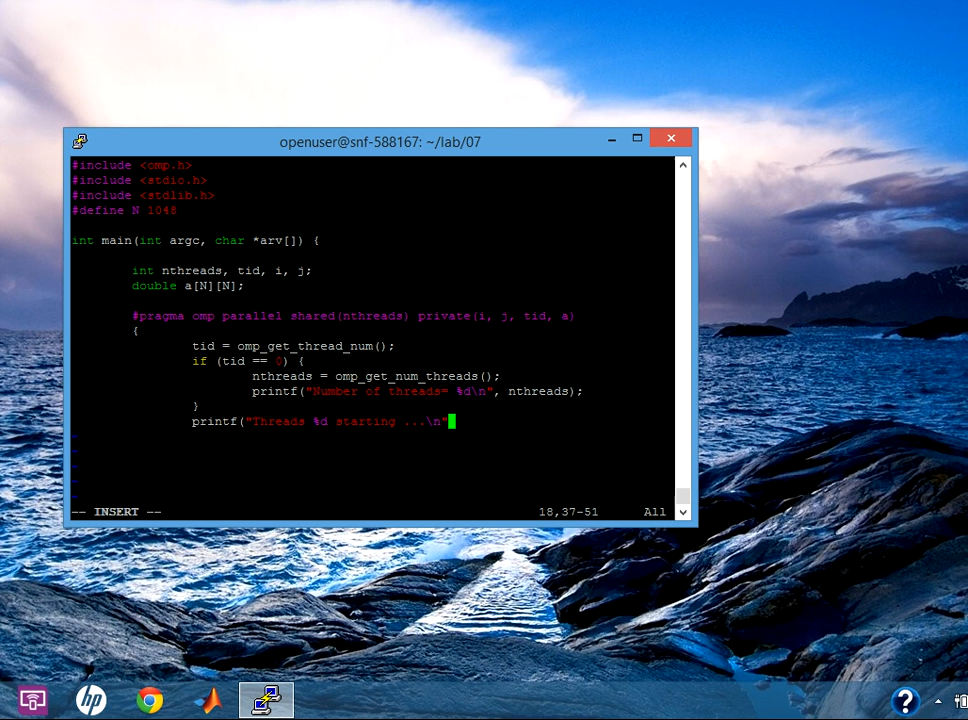 openuser@snf-588167: ~/lab/07
#include <omp.h>
#include <stdio.h>
#include <stdlib.h>
#define N 1048
int main(int argc, char *arv[]) {
int nthreads, tid, i, j;
double a[N][N];
#pragma omp parallel shared(nthreads) private(i, j, tid, a)
{
tid = omp_get_thread_num();
if (tid == 0) {
nthreads = omp_get_num_threads();
printf("Number of threads= %d\n", nthreads);
}
printf("Threads %d starting ...\n"
~
~
~
~
~
-- INSERT -- 18,37-51 All
hp ?